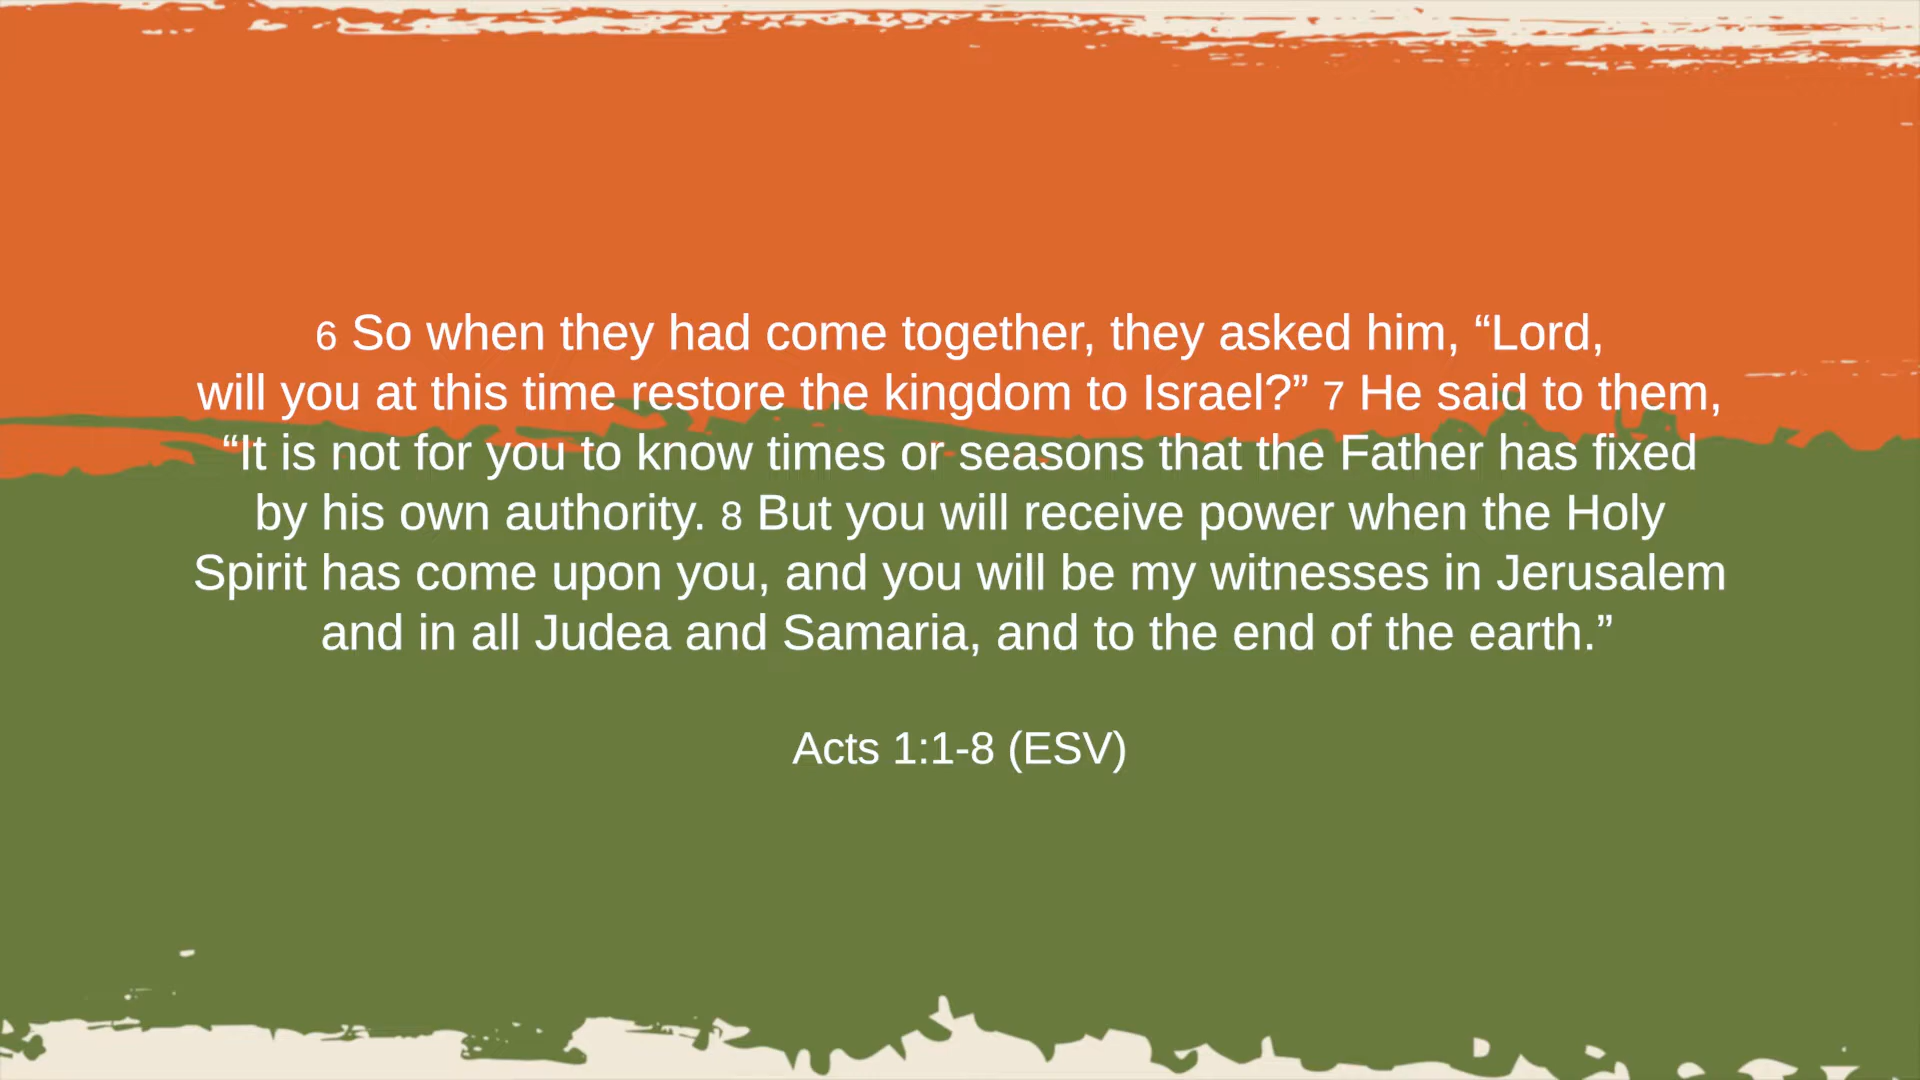 6 So when they had come together, they asked him, “Lord,
will you at this time restore the kingdom to Israel?” 7 He said to them,
“It is not for you to know times or seasons that the Father has fixed
by his own authority. 8 But you will receive power when the Holy
Spirit has come upon you, and you will be my witnesses in Jerusalem
and in all Judea and Samaria, and to the end of the earth.”
Acts 1:1-8 (ESV)